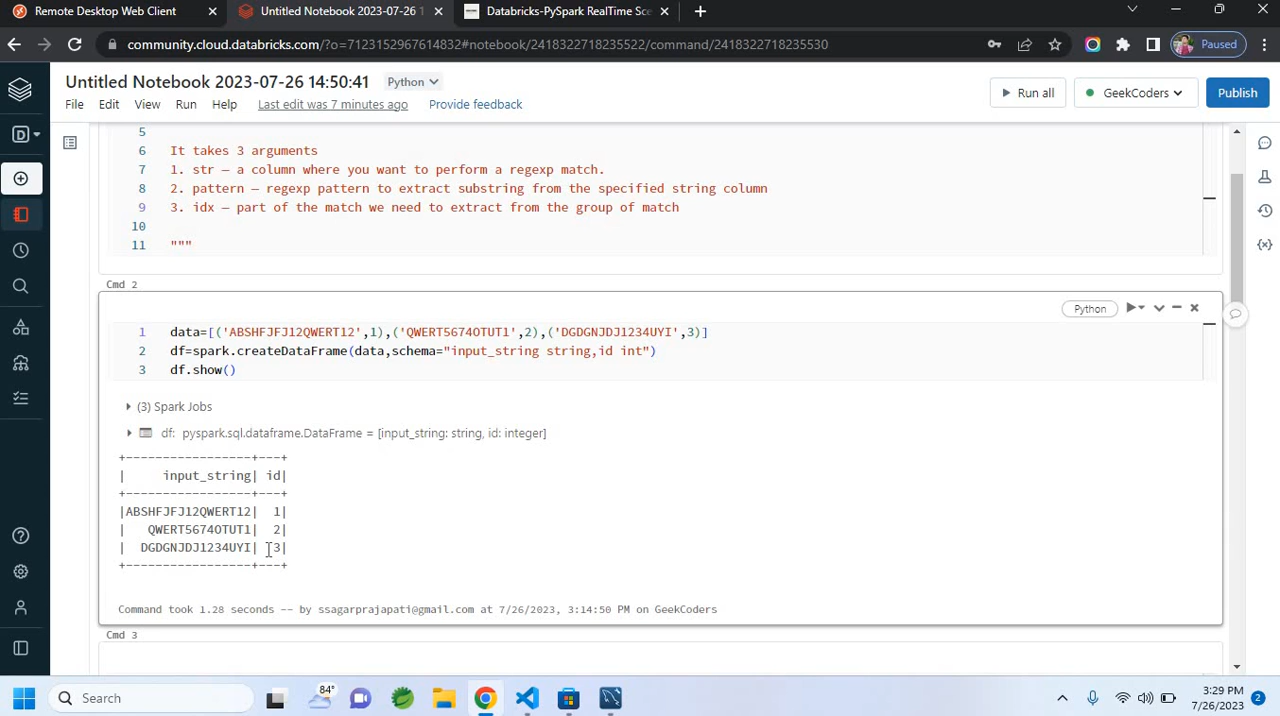 Remote Desktop Web Client
Untitled Notebook 2023-07-26 1
Databricks-PySpark RealTime Sce
community.cloud.databricks.com/?o=7123152967614832#notebook/2418322718235522/command/2418322718235530
Paused
Untitled Notebook 2023-07-26 14:50:41
Python
File Edit View Run Help Last edit was 7 minutes ago Provide feedback
Run all
GeekCoders
Publish
D
5
6 It takes 3 arguments
7 1. str – a column where you want to perform a regexp match.
8 2. pattern – regexp pattern to extract substring from the specified string column
9 3. idx – part of the match we need to extract from the group of match
10
11 """
Cmd 2
Python
1 data=[('ABSHFJFJ12QWERT12',1),('QWERT5674OTUT1',2),('DGDGNJDJ1234UYI',3)]
2 df=spark.createDataFrame(data,schema="input_string string,id int")
3 df.show()
(3) Spark Jobs
df: pyspark.sql.dataframe.DataFrame = [input_string: string, id: integer]
+-----------------+---+
|     input_string| id|
+-----------------+---+
|ABSHFJFJ12QWERT12|  1|
|   QWERT5674OTUT1|  2|
|  DGDGNJDJ1234UYI|  3|
+-----------------+---+
Command took 1.28 seconds -- by ssagarprajapati@gmail.com at 7/26/2023, 3:14:50 PM on GeekCoders
Cmd 3
Search
84°
3:29 PM
7/26/2023
2